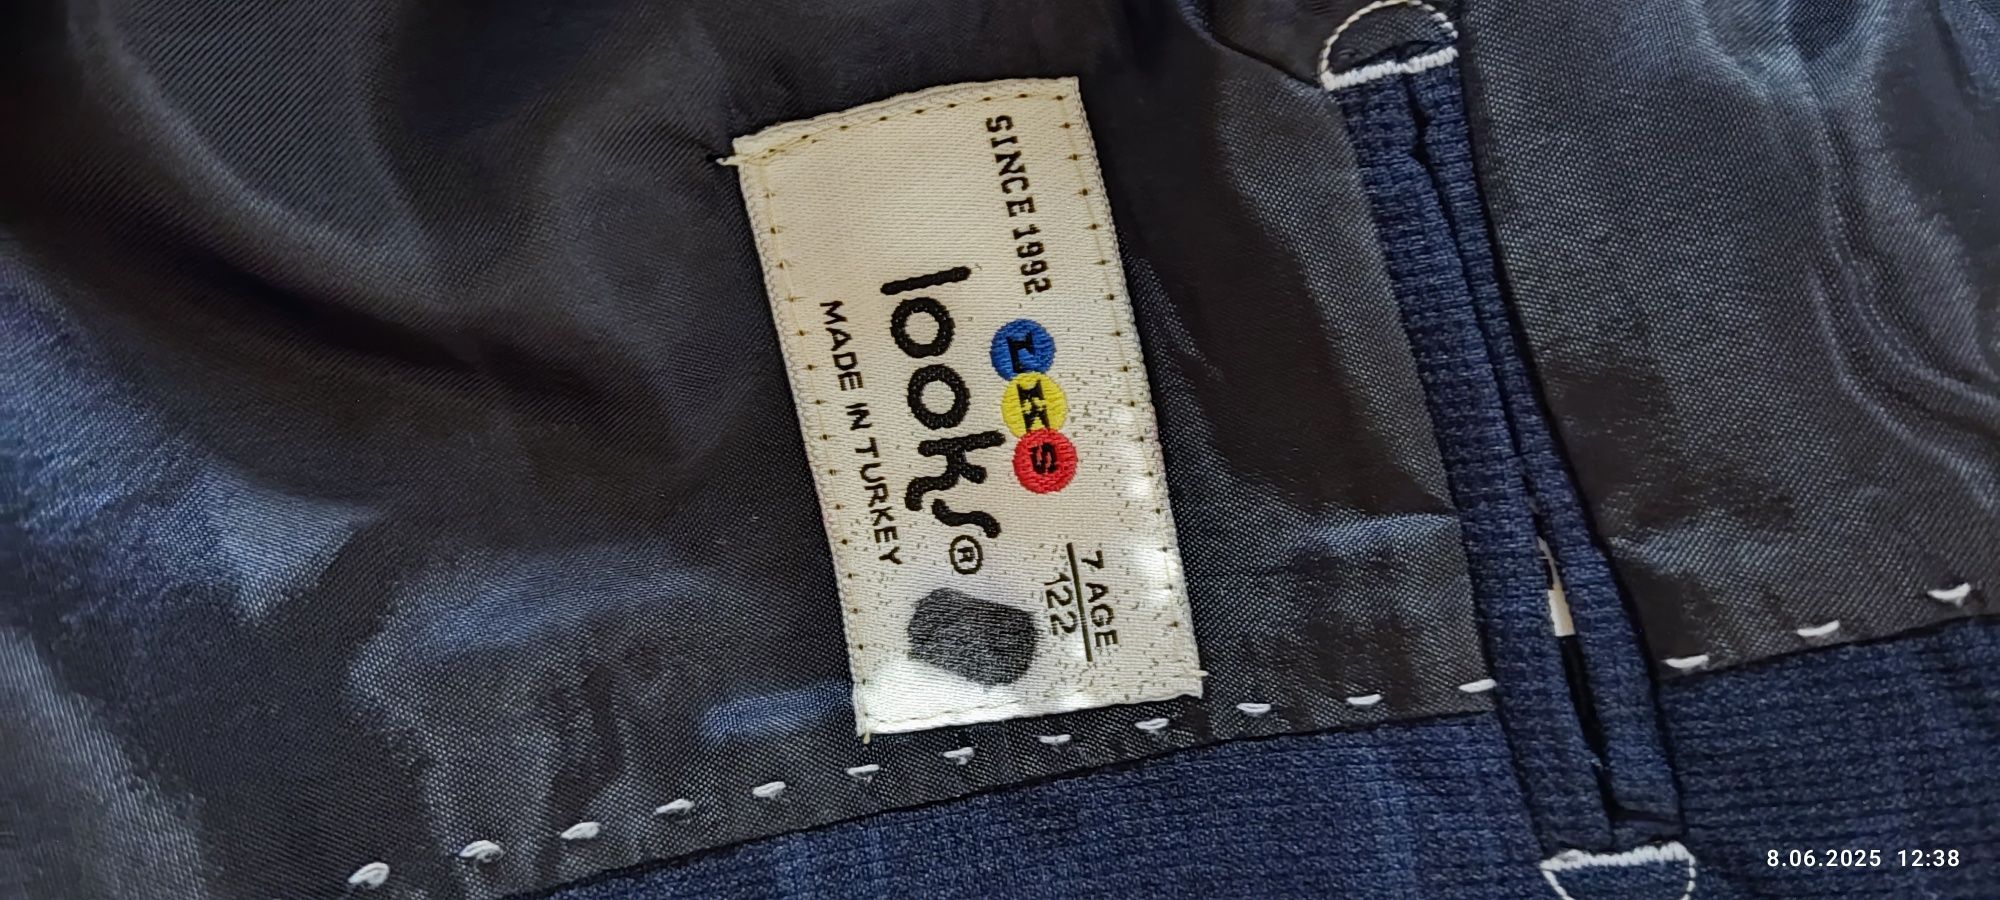 SINCE 1992
LKS
looks®
MADE IN TURKEY
7 AGE
122
8.06.2025 12:38